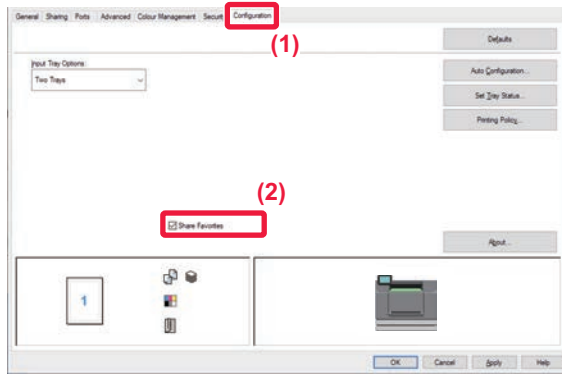 General Sharing Ports Advanced Colour Management Securit Configuration
(1)
Defaults
Input Tray Options:
Two Trays
Auto Configuration...
Set Tray Status...
Printing Policy...
(2)
Share Favorites
About...
1
OK Cancel Apply Help